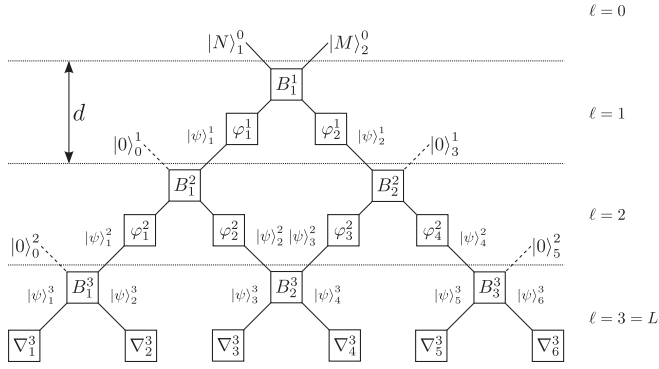 ℓ = 0
|N⟩₁⁰ |M⟩₂⁰
B₁¹
d
ℓ = 1
φ₁¹ φ₂¹
|ψ⟩₁¹ |ψ⟩₂¹
|0⟩₀¹ |0⟩₃¹
B₁² B₂²
ℓ = 2
|ψ⟩₁² φ₁² φ₂² |ψ⟩₂² |ψ⟩₃² φ₃² φ₄² |ψ⟩₄²
|0⟩₀² |0⟩₅²
|ψ⟩₁³ B₁³ |ψ⟩₂³ |ψ⟩₃³ B₂³ |ψ⟩₄³ |ψ⟩₅³ B₃³ |ψ⟩₆³
ℓ = 3 = L
∇₁³ ∇₂³ ∇₃³ ∇₄³ ∇₅³ ∇₆³